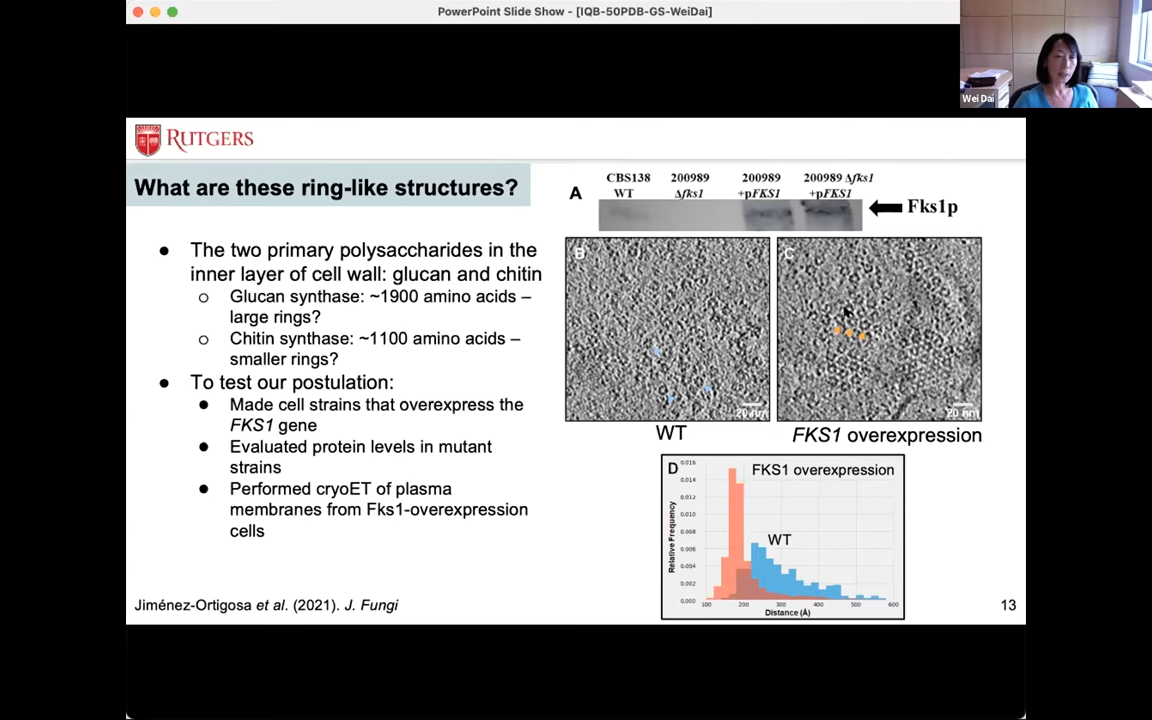 PowerPoint Slide Show - [IQB-50PDB-GS-WeiDai]
Wei Dai
RUTGERS
What are these ring-like structures?
● The two primary polysaccharides in the
inner layer of cell wall: glucan and chitin
o Glucan synthase: ~1900 amino acids –
large rings?
o Chitin synthase: ~1100 amino acids –
smaller rings?
● To test our postulation:
● Made cell strains that overexpress the
FKS1 gene
● Evaluated protein levels in mutant
strains
● Performed cryoET of plasma
membranes from Fks1-overexpression
cells
Jiménez-Ortigosa et al. (2021). J. Fungi
A
CBS138 200989 200989 200989 Δfks1
WT Δfks1 +pFKS1 +pFKS1
Fks1p
B
C
20 nm
20 nm
WT
FKS1 overexpression
D
FKS1 overexpression
WT
Relative Frequency
0.016
0.014
0.012
0.010
0.008
0.006
0.004
0.002
0.000
100 200 300 400 500 600
Distance (Å)
13